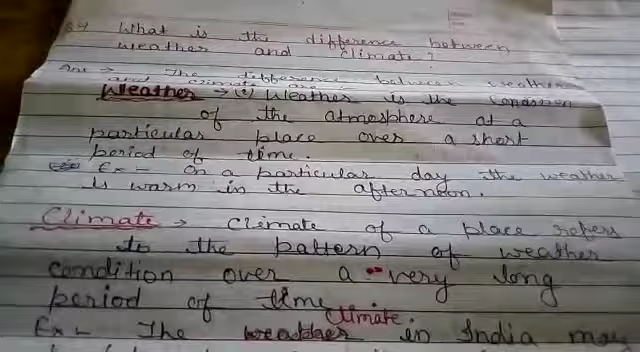 Q4 What is the difference between
weather and climate?
Ans → The difference between weather
and climate are
Weather → (i) Weather is the
of the atmosphere at a
particular place over a short
period of time.
Ex - On a particular day the weather
is warm in the afternoon.
Climate → Climate of a place refers
to the pattern of weather
condition over a very long
period of time
Climate.
Ex - The weather in India may